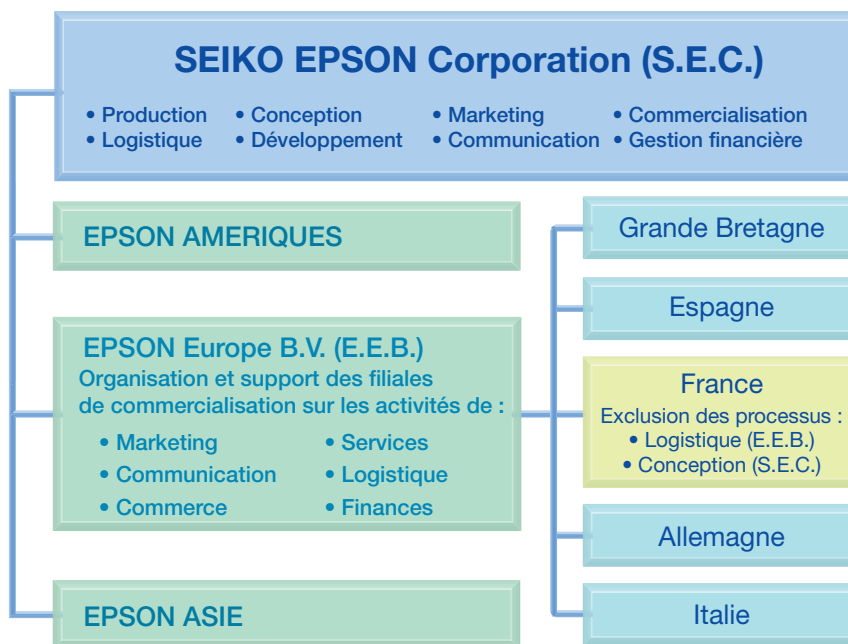 SEIKO EPSON Corporation (S.E.C.)
• Production • Conception • Marketing • Commercialisation
• Logistique • Développement • Communication • Gestion financière
EPSON AMERIQUES
EPSON Europe B.V. (E.E.B.)
Organisation et support des filiales
de commercialisation sur les activités de :
• Marketing • Services
• Communication • Logistique
• Commerce • Finances
EPSON ASIE
Grande Bretagne
Espagne
France
Exclusion des processus :
• Logistique (E.E.B.)
• Conception (S.E.C.)
Allemagne
Italie